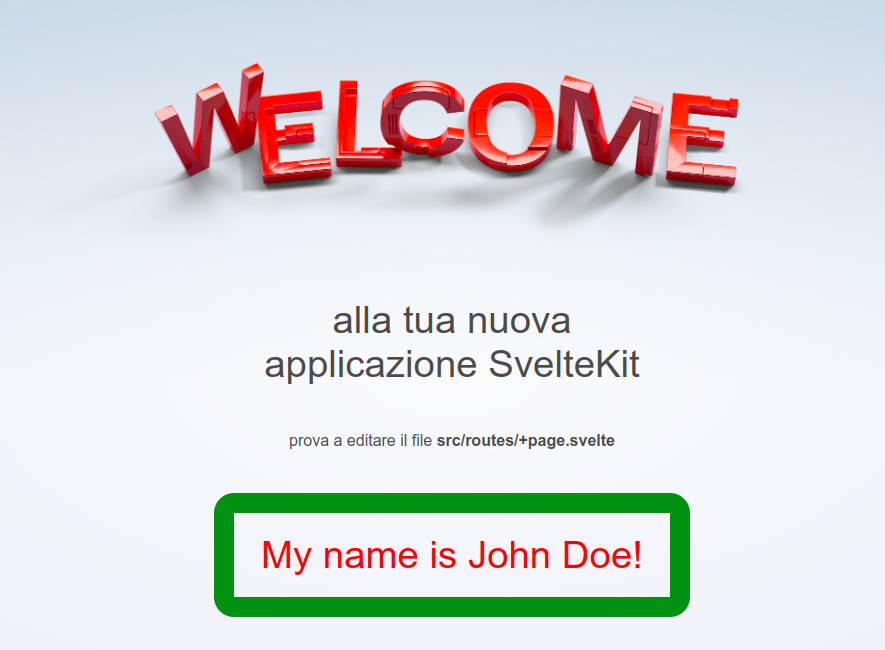 WELCOME
alla tua nuova
applicazione SvelteKit
prova a editare il file src/routes/+page.svelte
My name is John Doe!